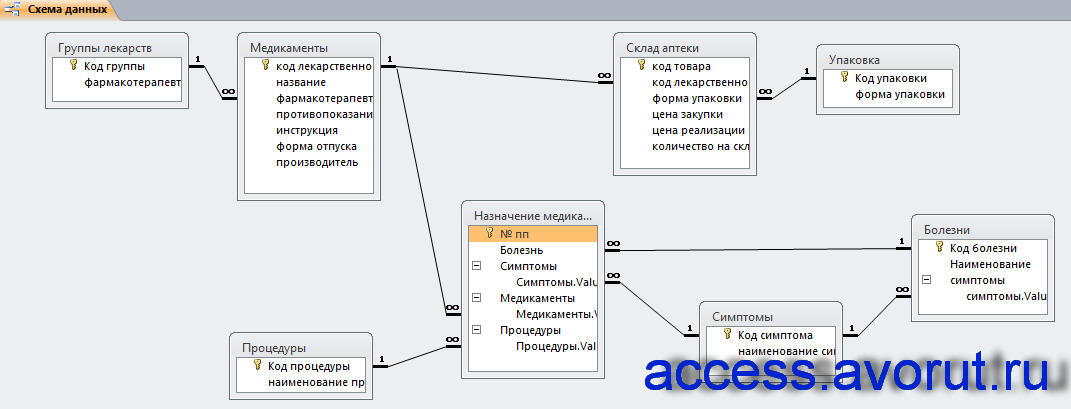 Схема данных
Группы лекарств
Код группы
фармакотерапевт
Медикаменты
код лекарственно
название
фармакотерапевт
противопоказани
инструкция
форма отпуска
производитель
Склад аптеки
код товара
код лекарственно
форма упаковки
цена закупки
цена реализации
количество на скл
Упаковка
Код упаковки
форма упаковки
Назначение медика...
№ пп
Болезнь
Симптомы
Симптомы.Valu
Медикаменты
Медикаменты.V
Процедуры
Процедуры.Val
Болезни
Код болезни
Наименование
симптомы
симптомы.Valu
Симптомы
Код симптома
наименование сим
Процедуры
Код процедуры
наименование пр
1
∞
1
∞
∞
1
∞
1
∞
1
∞
1
∞
1
∞
access.avorut.ru